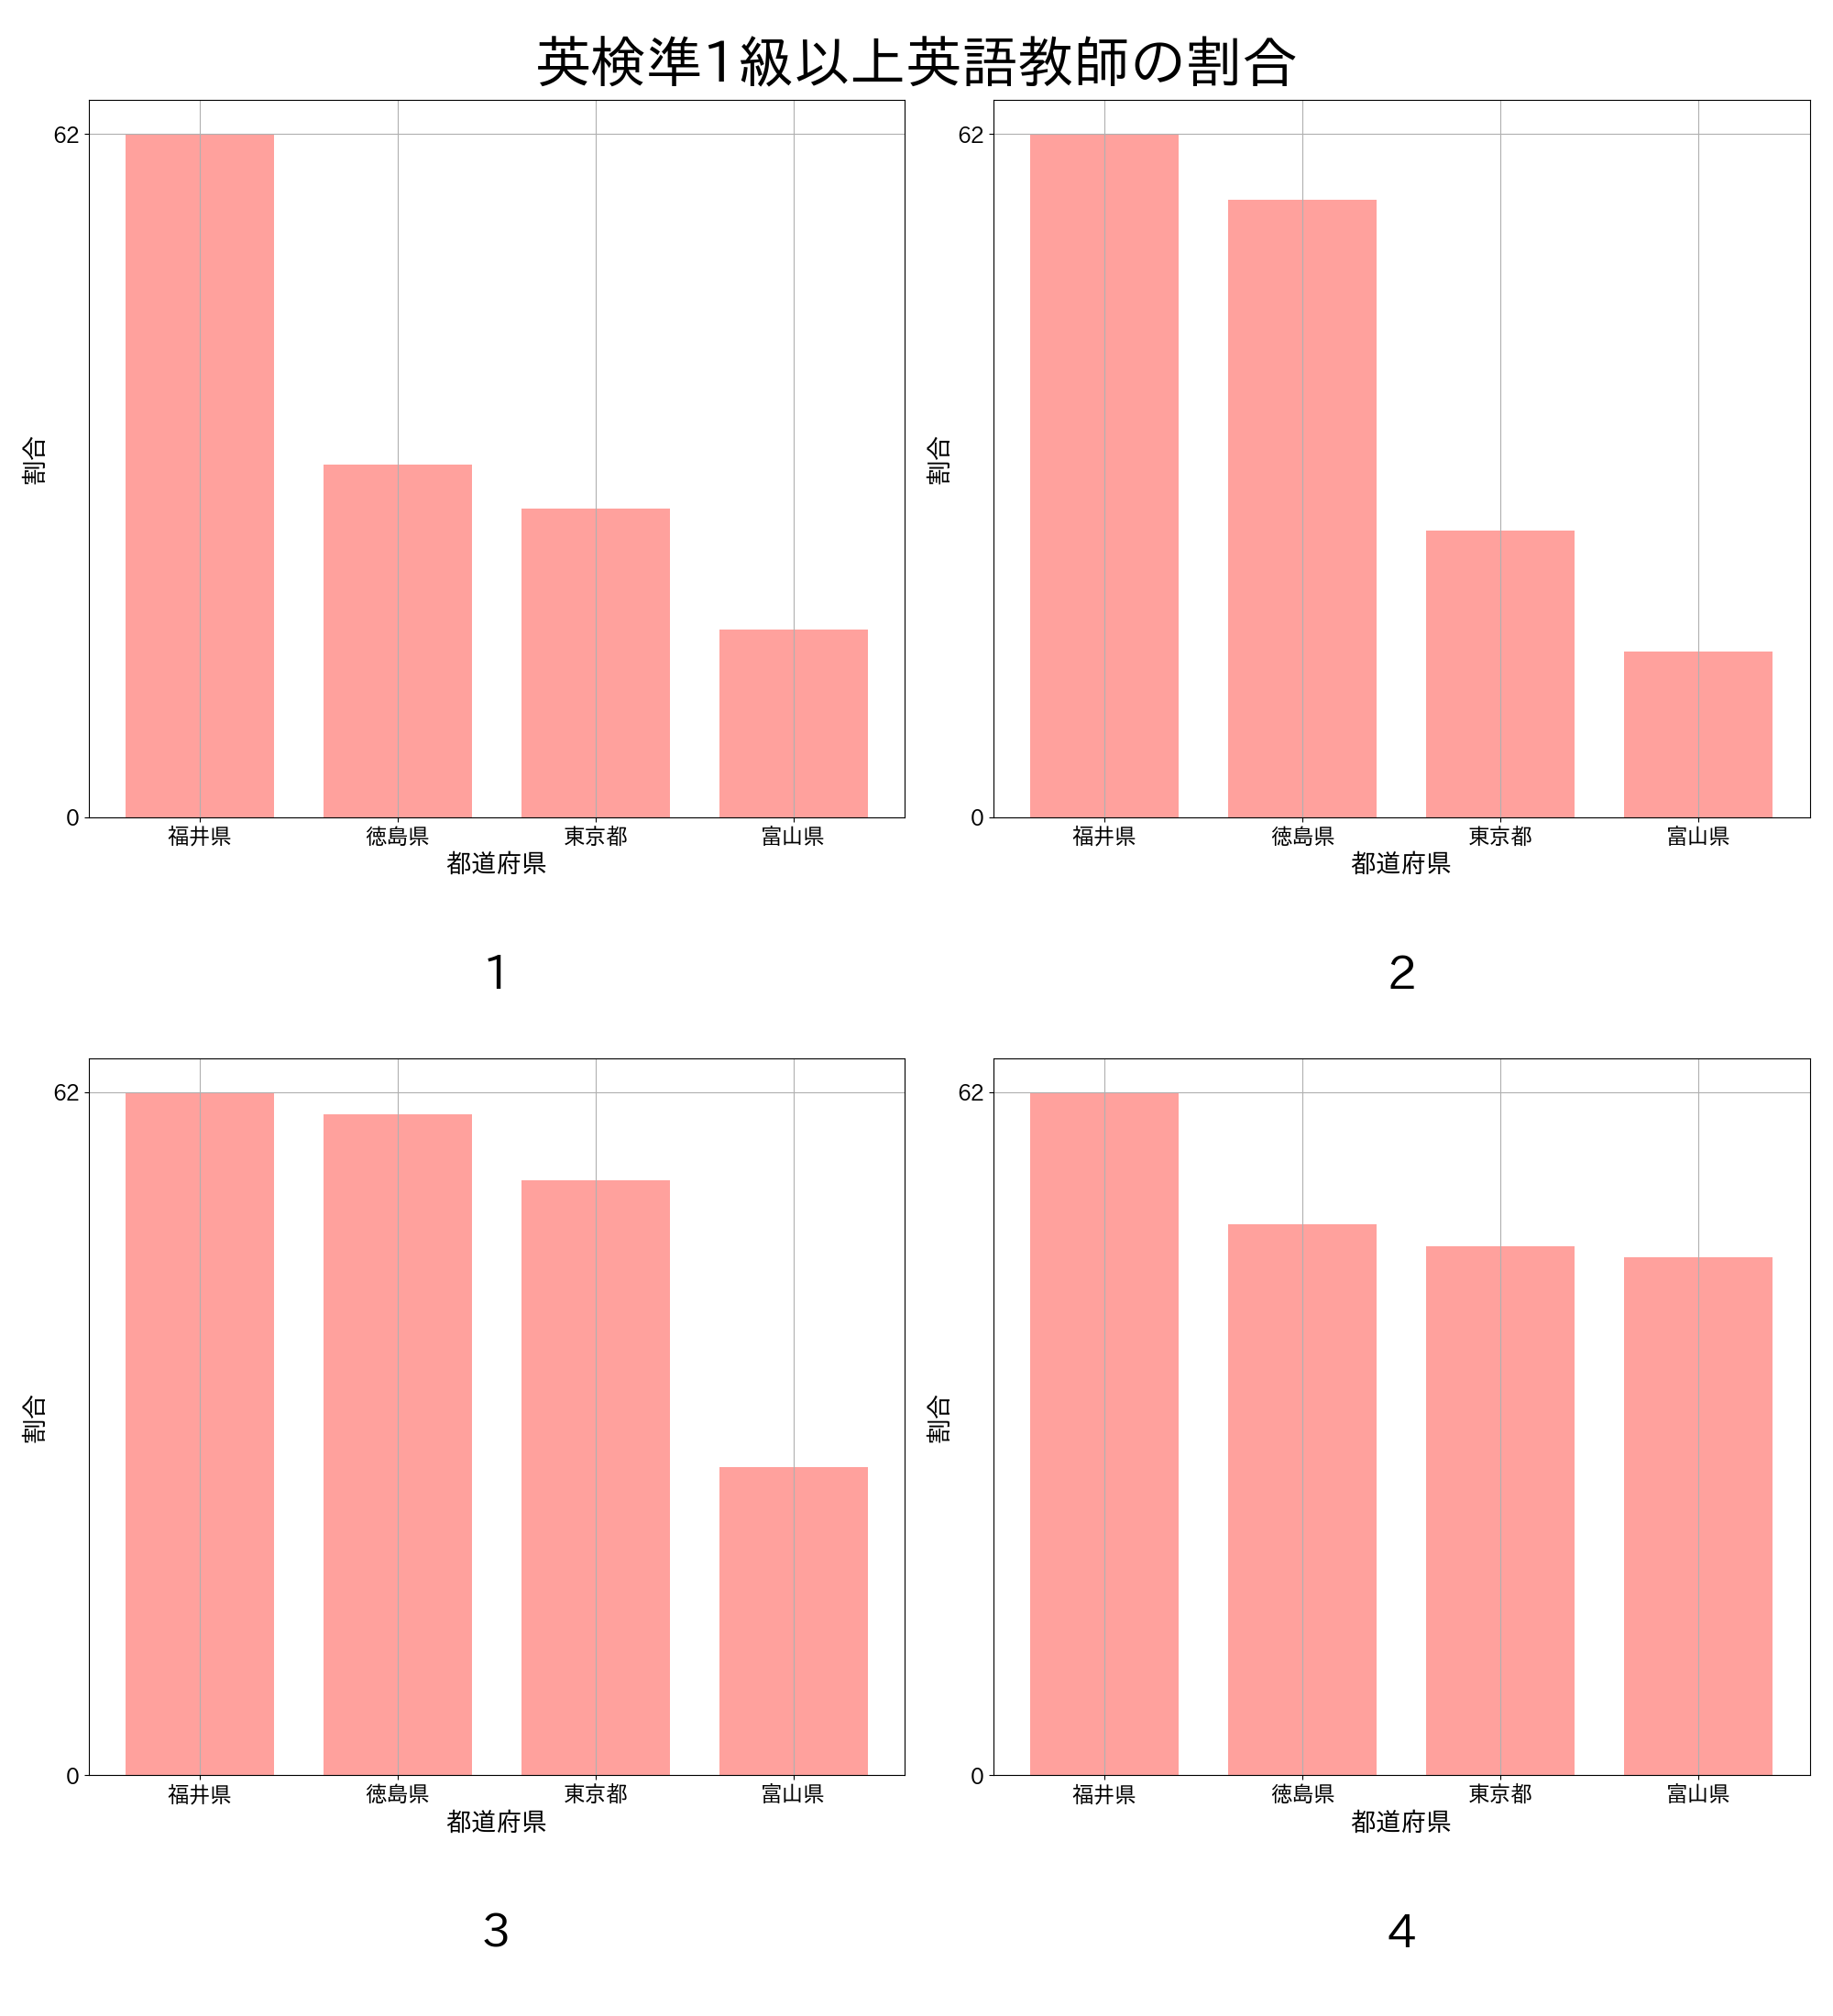 英検準1級以上英語教師の割合
62
0
割合
福井県 徳島県 東京都 富山県
都道府県
1
62
0
割合
福井県 徳島県 東京都 富山県
都道府県
2
62
0
割合
福井県 徳島県 東京都 富山県
都道府県
3
62
0
割合
福井県 徳島県 東京都 富山県
都道府県
4